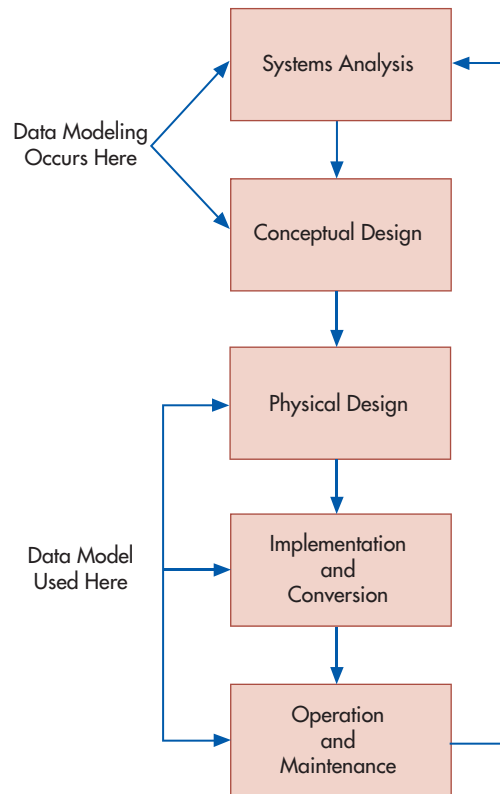 Systems Analysis
Data Modeling
Occurs Here
Conceptual Design
Physical Design
Data Model
Used Here
Implementation
and
Conversion
Operation
and
Maintenance